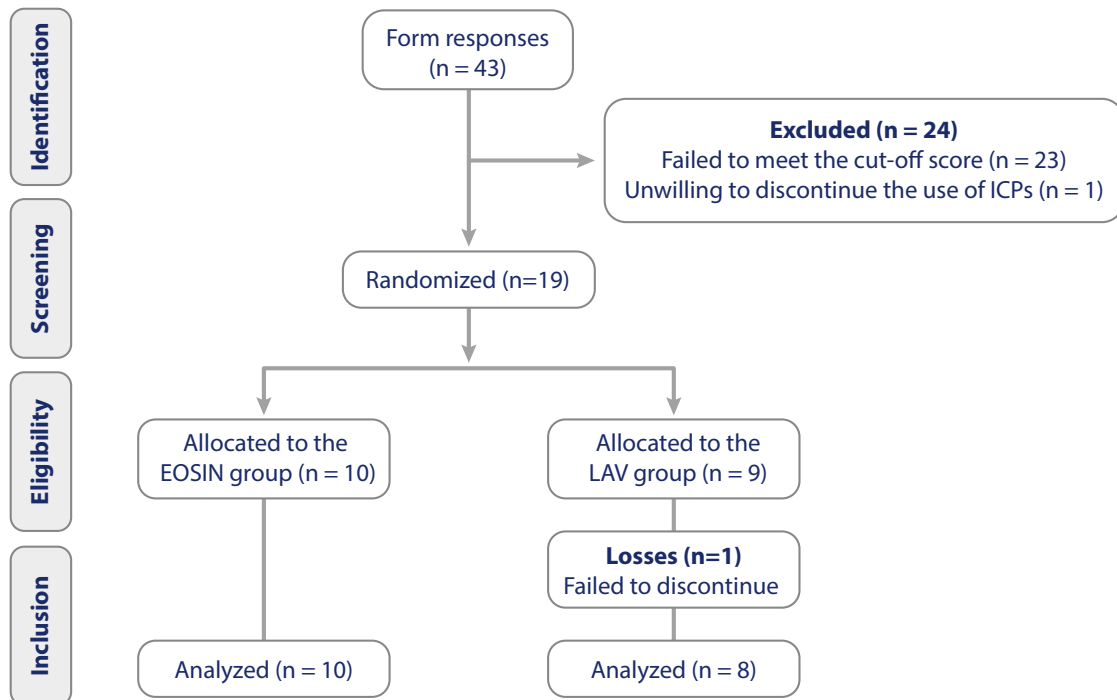 Identification
Form responses
(n = 43)
Excluded (n = 24)
Failed to meet the cut-off score (n = 23)
Unwilling to discontinue the use of ICPs (n = 1)
Screening
Randomized (n=19)
Eligibility
Allocated to the
EOSIN group (n = 10)
Allocated to the
LAV group (n = 9)
Inclusion
Losses (n=1)
Failed to discontinue
Analyzed (n = 10)
Analyzed (n = 8)